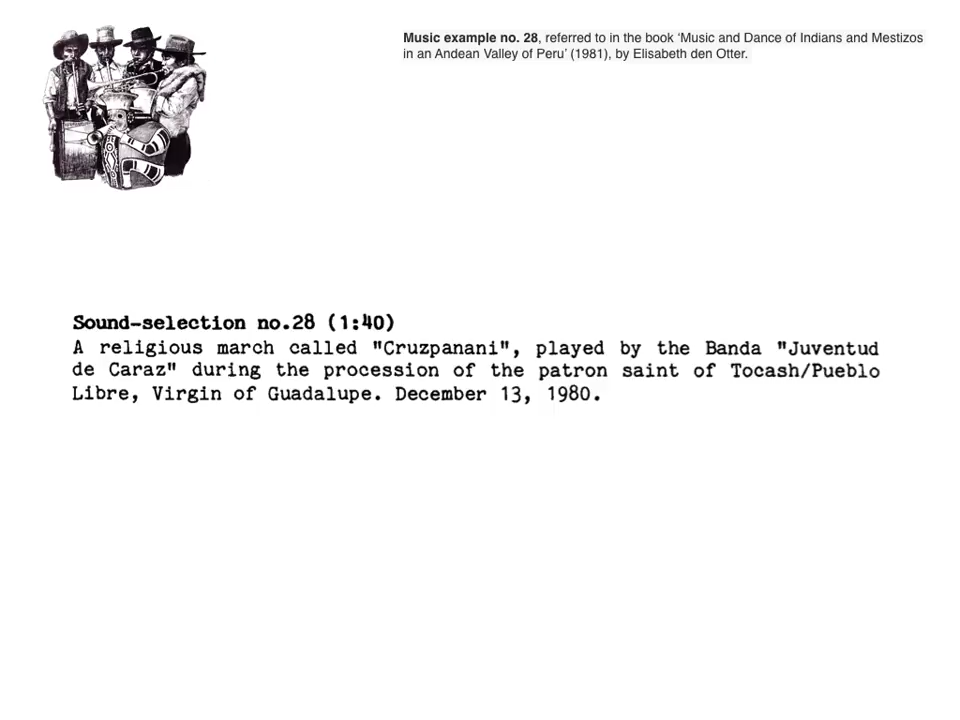 Music example no. 28, referred to in the book ‘Music and Dance of Indians and Mestizos
in an Andean Valley of Peru’ (1981), by Elisabeth den Otter.
Sound-selection no.28 (1:40)
A religious march called "Cruzpanani", played by the Banda "Juventud
de Caraz" during the procession of the patron saint of Tocash/Pueblo
Libre, Virgin of Guadalupe. December 13, 1980.